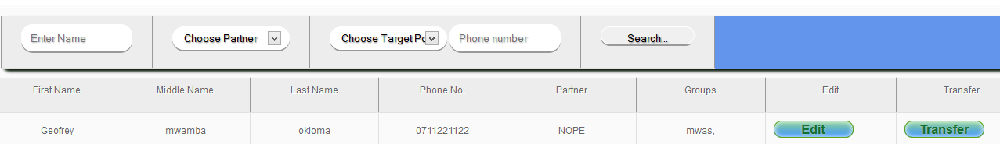 Enter Name Choose Partner Choose Target Po Phone number Search...
First Name Middle Name Last Name Phone No. Partner Groups Edit Transfer
Geofrey mwamba okioma 0711221122 NOPE mwas, Edit Transfer